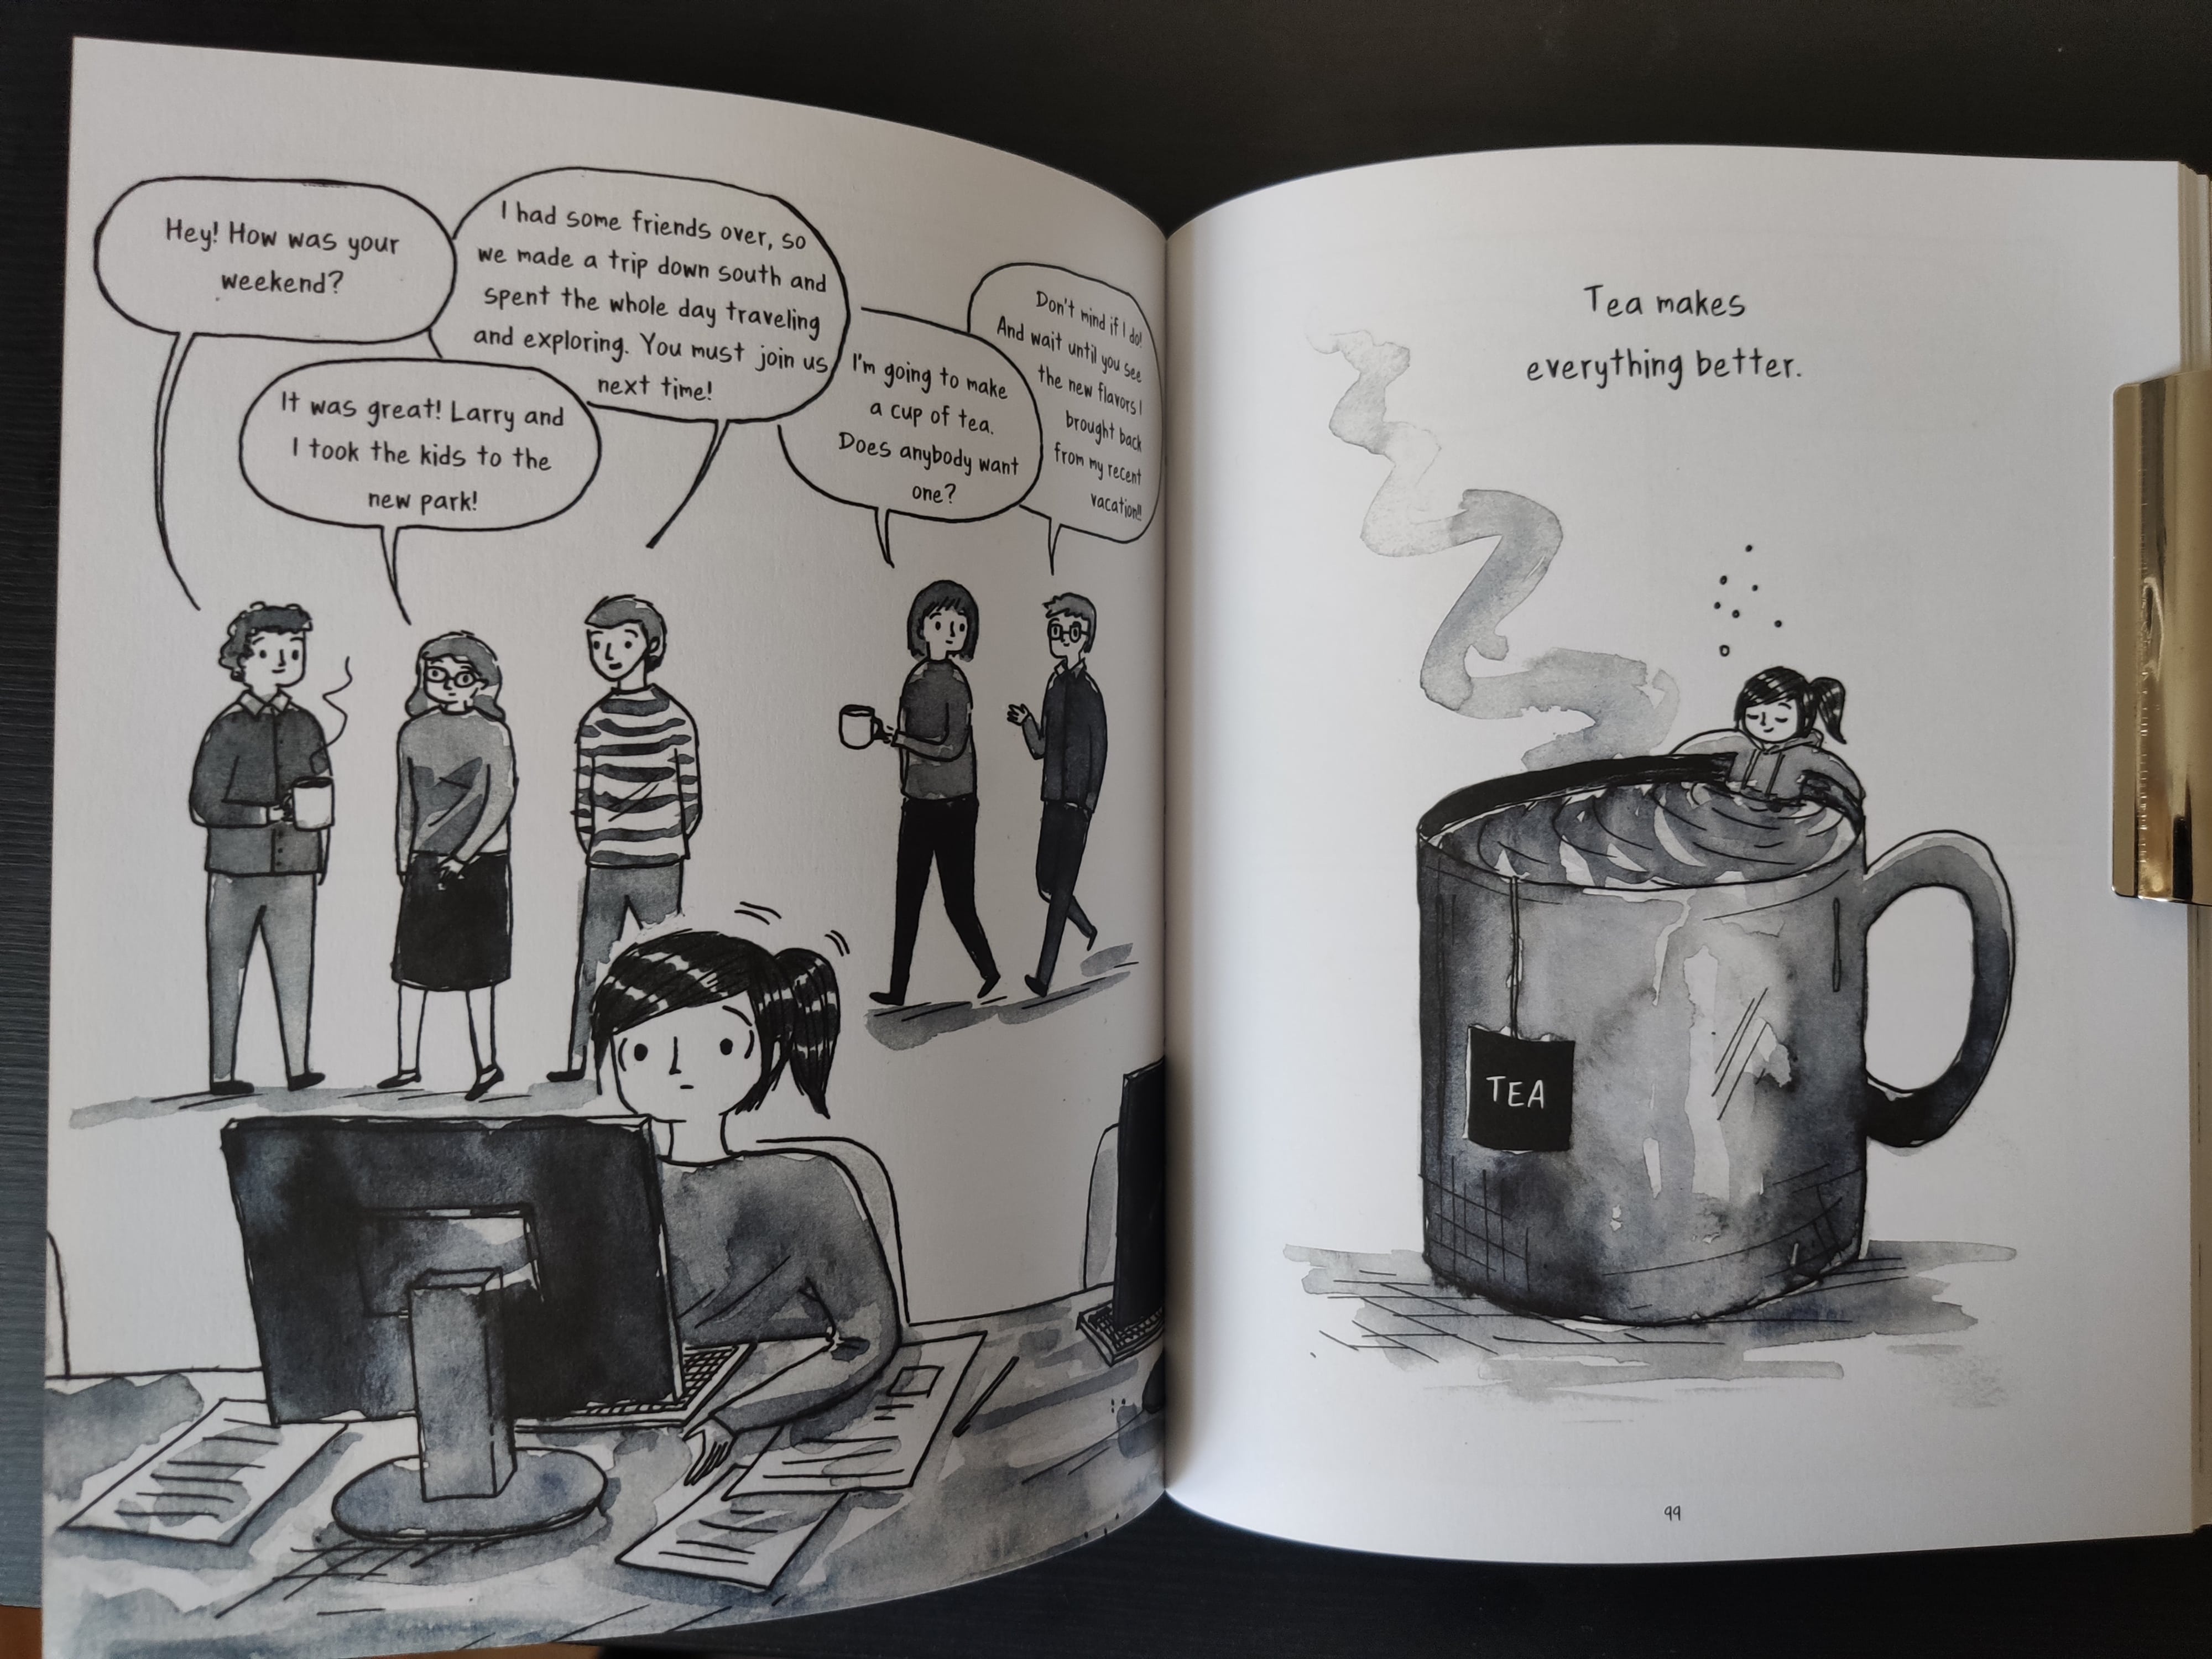 Hey! How was your
weekend?
It was great! Larry and
I took the kids to the
new park!
I had some friends over, so
we made a trip down south and
spent the whole day traveling
and exploring. You must join us
next time!
I'm going to make
a cup of tea.
Does anybody want
one?
Don't mind if I do!
And wait until you see
the new flavors I
brought back
from my recent
vacation!!
Tea makes
everything better.
TEA
99